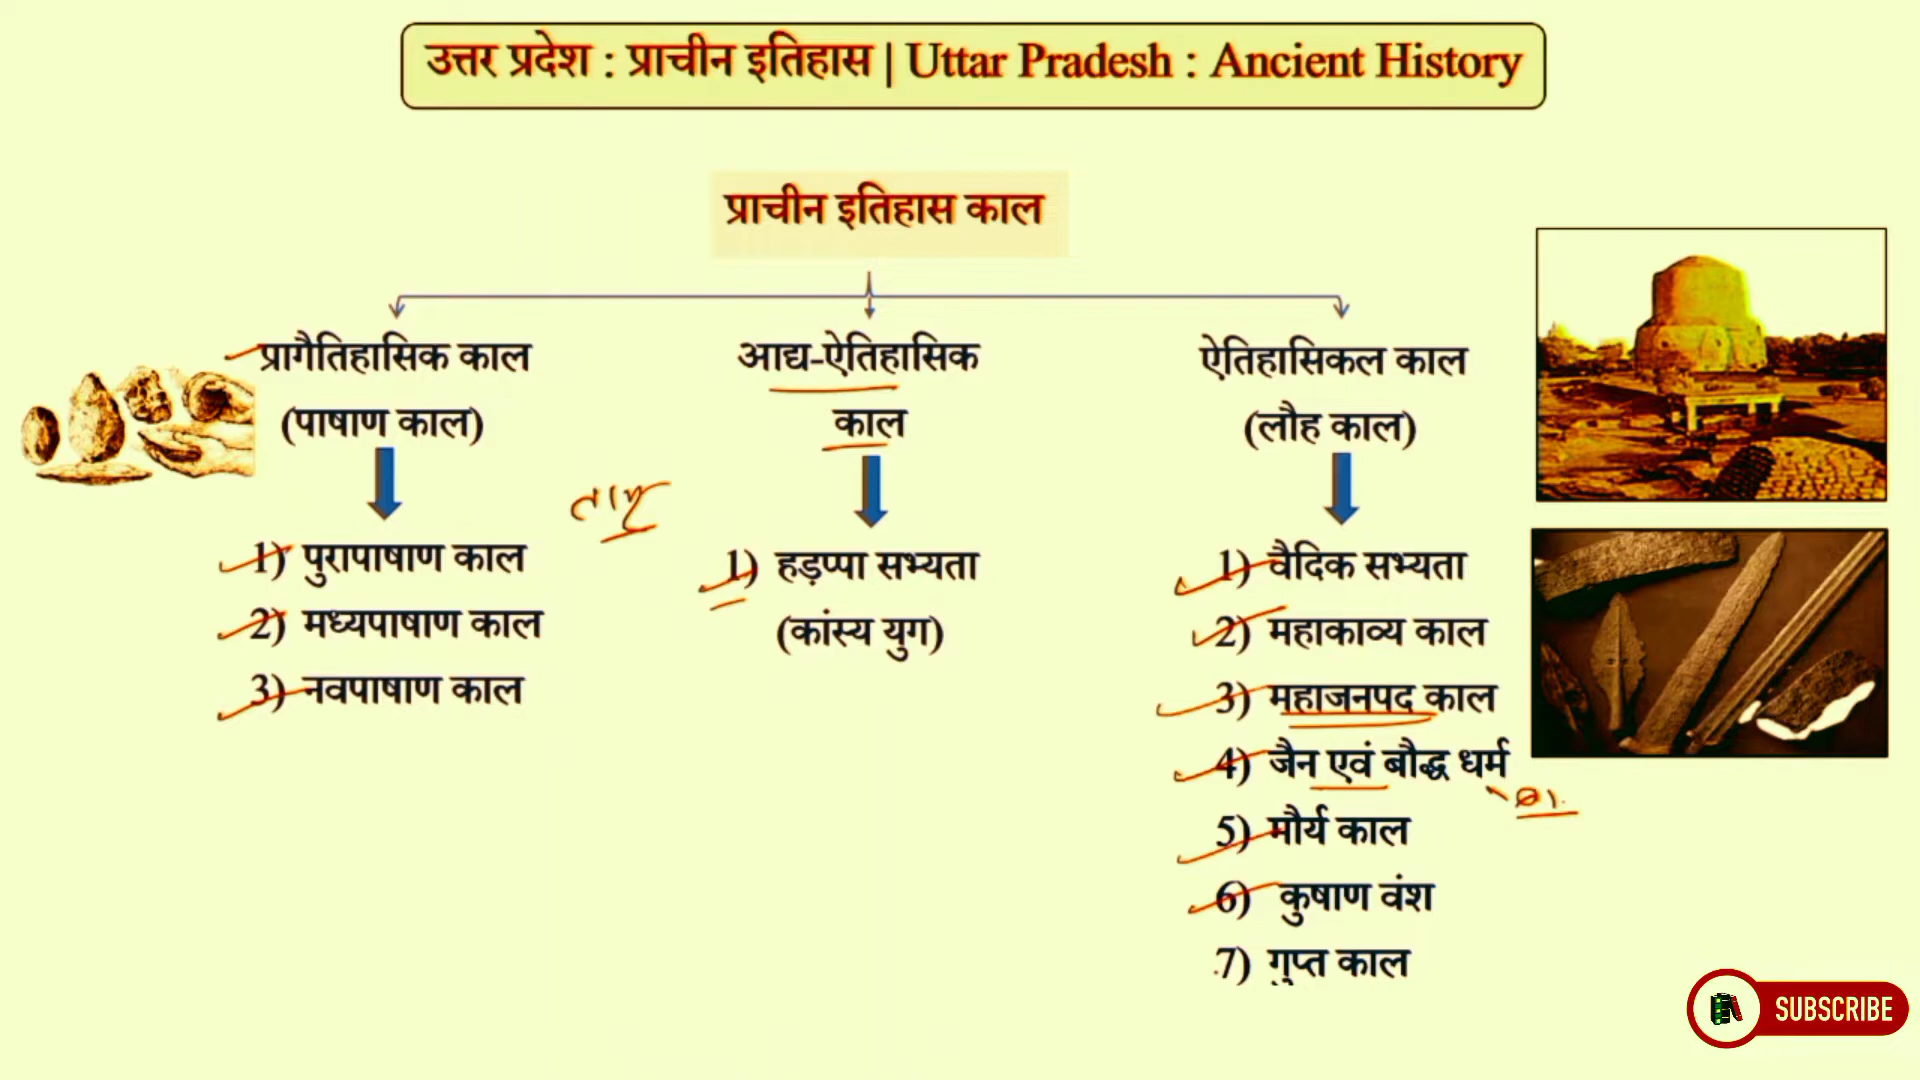 उत्तर प्रदेश : प्राचीन इतिहास | Uttar Pradesh : Ancient History
प्राचीन इतिहास काल
प्रागैतिहासिक काल
(पाषाण काल)
1) पुरापाषाण काल
2) मध्यपाषाण काल
3) नवपाषाण काल
आद्य-ऐतिहासिक
काल
1) हड़प्पा सभ्यता
(कांस्य युग)
ऐतिहासिकल काल
(लौह काल)
1) वैदिक सभ्यता
2) महाकाव्य काल
3) महाजनपद काल
4) जैन एवं बौद्ध धर्म
5) मौर्य काल
6) कुषाण वंश
7) गुप्त काल
SUBSCRIBE